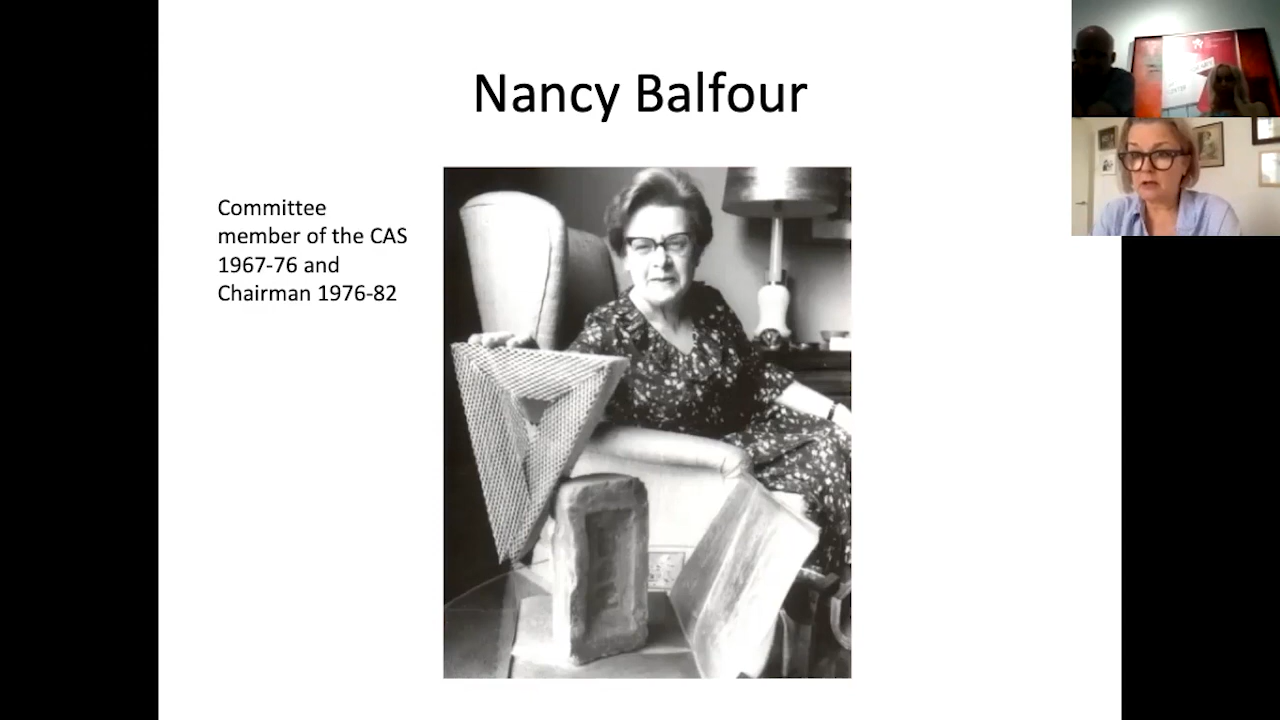 Nancy Balfour
Committee
member of the CAS
1967-76 and
Chairman 1976-82